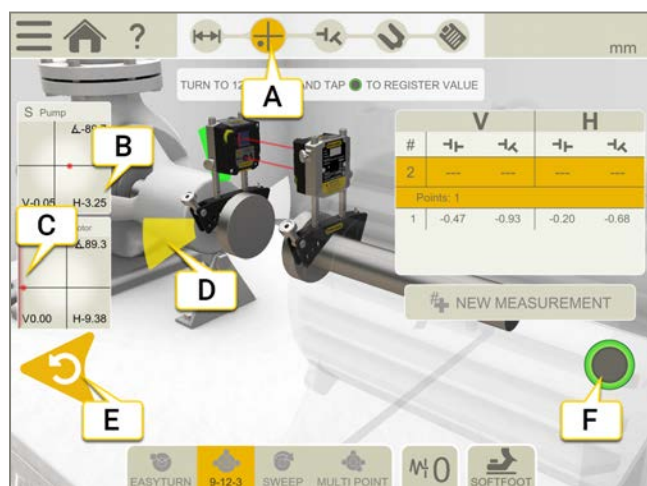 ?
mm
TURN TO 12 AND TAP TO REGISTER VALUE
A
S Pump
B
V-0.05 H-3.25
C
89.3
V0.00 H-9.38
D
V H
#
2 --- --- --- ---
Points: 1
1 -0.47 -0.93 -0.20 -0.68
NEW MEASUREMENT
E
F
EASYTURN 9-12-3 SWEEP MULTI POINT 0 SOFTFOOT